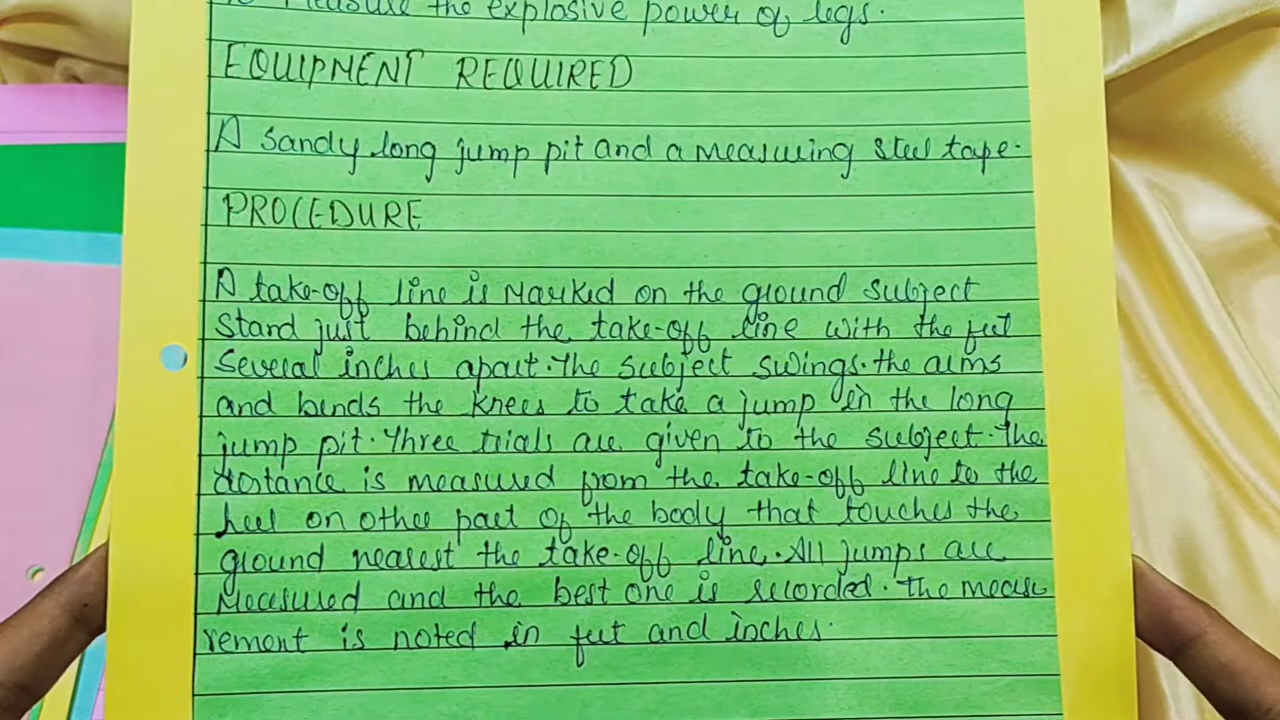 To Measure the explosive power of legs.
EQUIPMENT REQUIRED
A sandy long jump pit and a measuring steel tape.
PROCEDURE
A take-off line is marked on the ground subject
stand just behind the take-off line with the feet
several inches apart. The subject swings. the arms
and bends the knees to take a jump in the long
jump pit. Three trials are given to the subject. The
distance is measured from the take-off line to the
heel on other part of the body that touches the
ground nearest the take-off line. All jumps are
measured and the best one is recorded. The measu
rement is noted in feet and inches.